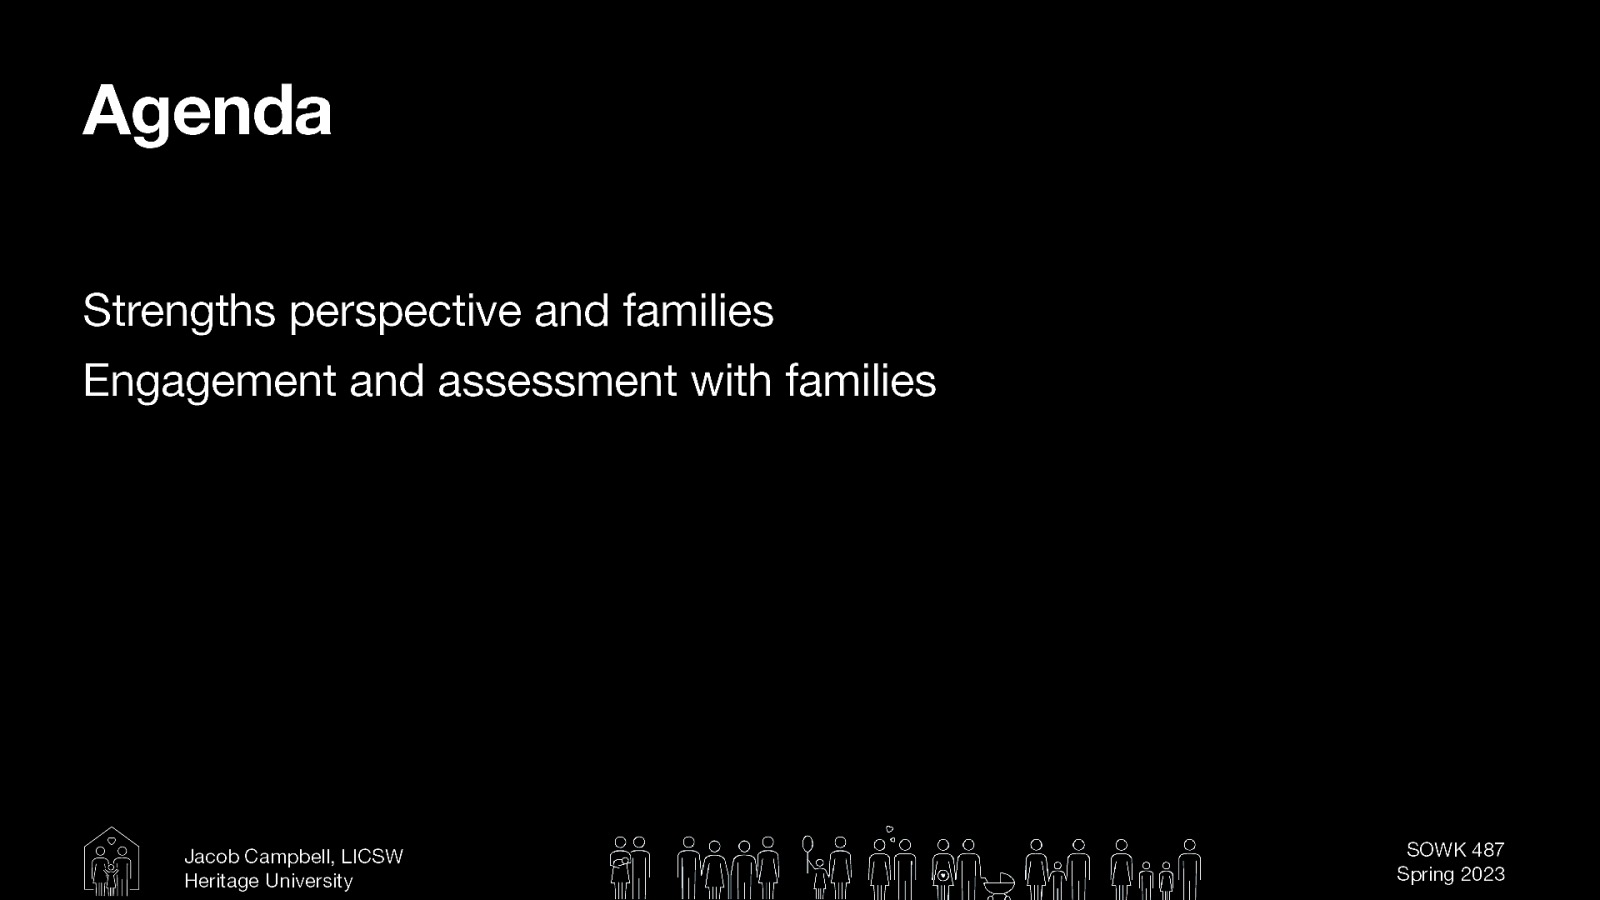 Agenda
Strengths perspective and families
Engagement and assessment with families
Jacob Campbell, LICSW
Heritage University
SOWK 487
Spring 2023